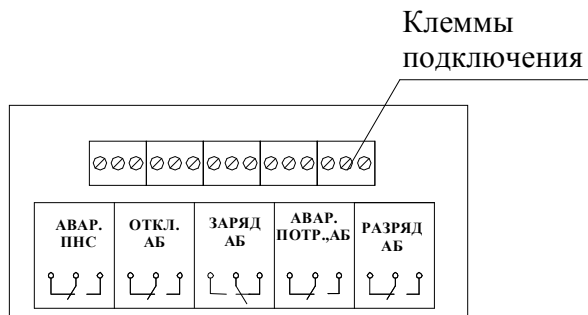 Клеммы
подключения
АВАР.
ПНС
ОТКЛ.
АБ
ЗАРЯД
АБ
АВАР.
ПОТР.,АБ
РАЗРЯД
АБ